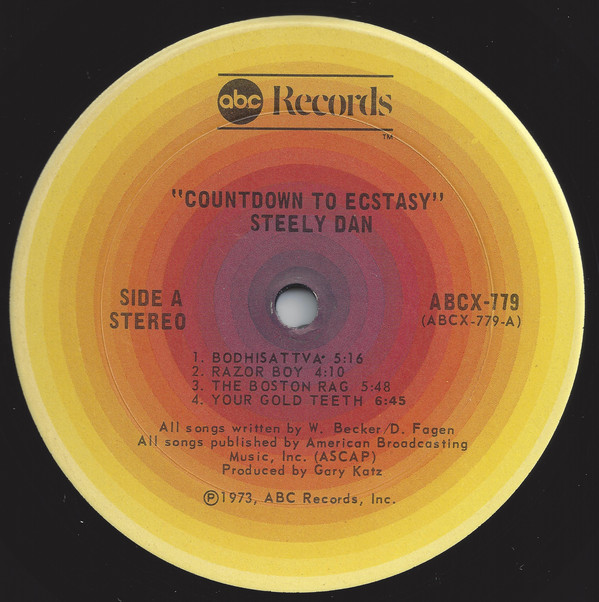 abc Records
TM
"COUNTDOWN TO ECSTASY"
STEELY DAN
SIDE A
STEREO
ABCX-779
(ABCX-779-A)
1. BODHISATTVA 5:16
2. RAZOR BOY 4:10
3. THE BOSTON RAG 5:48
4. YOUR GOLD TEETH 6:45
All songs written by W. Becker/D. Fagen
All songs published by American Broadcasting
Music, Inc. (ASCAP)
Produced by Gary Katz
℗1973, ABC Records, Inc.